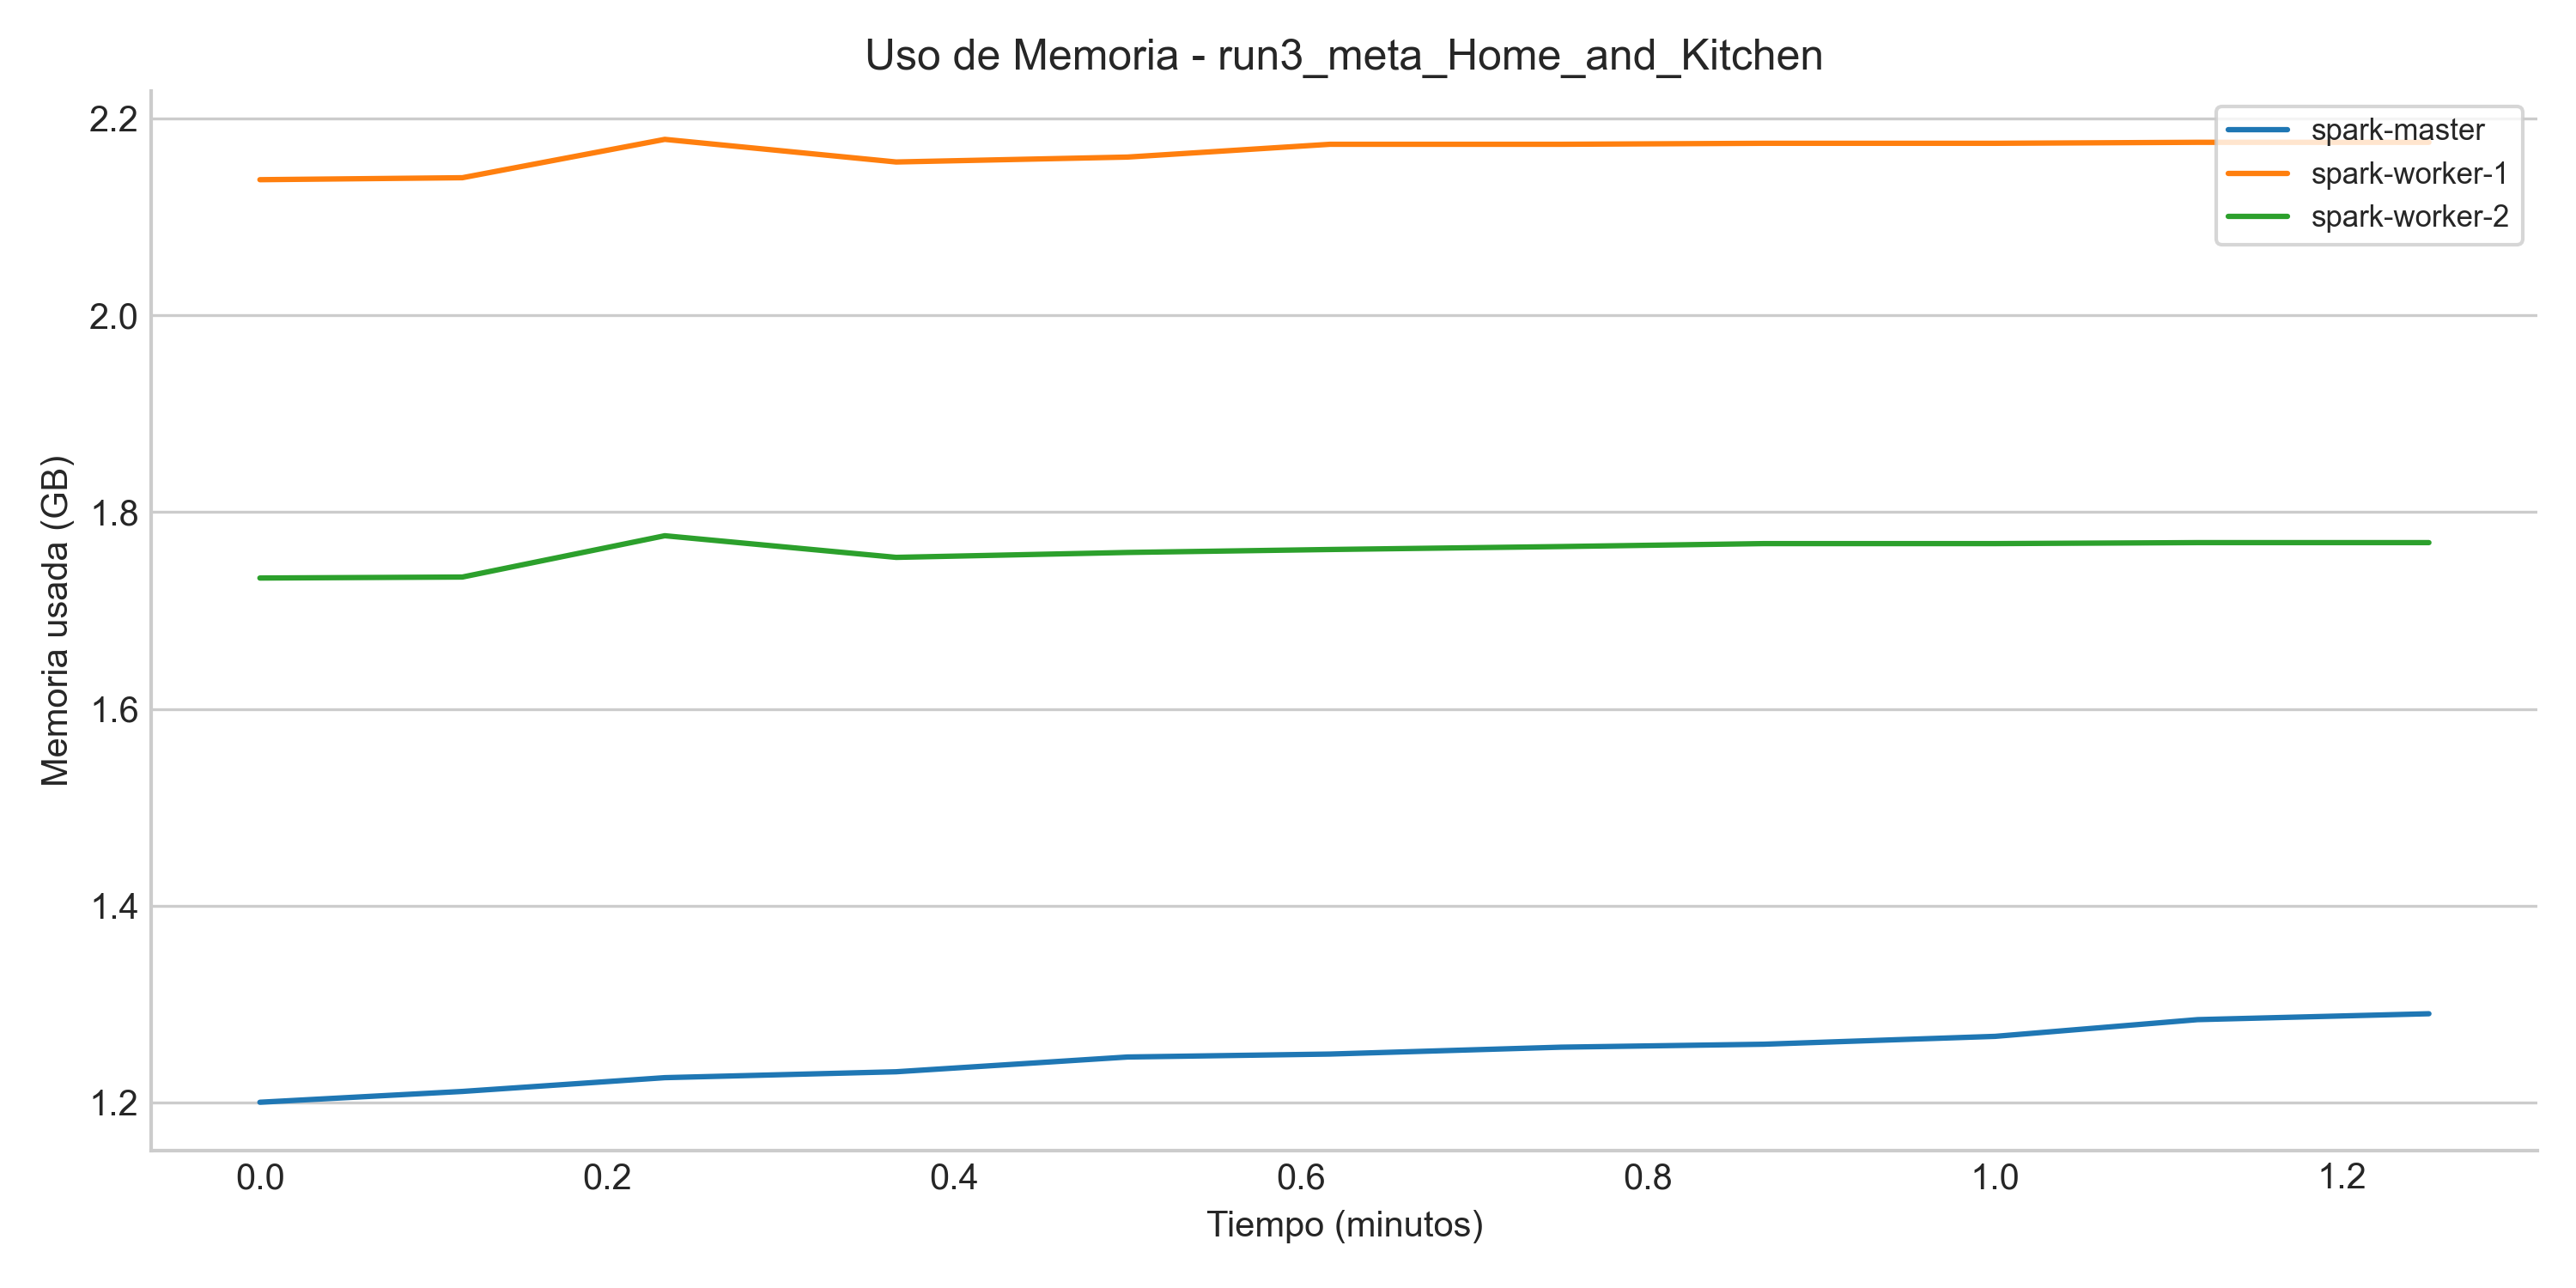 Uso de Memoria - run3_meta_Home_and_Kitchen
2.2
2.0
1.8
1.6
1.4
1.2
Memoria usada (GB)
spark-master
spark-worker-1
spark-worker-2
0.0 0.2 0.4 0.6 0.8 1.0 1.2
Tiempo (minutos)